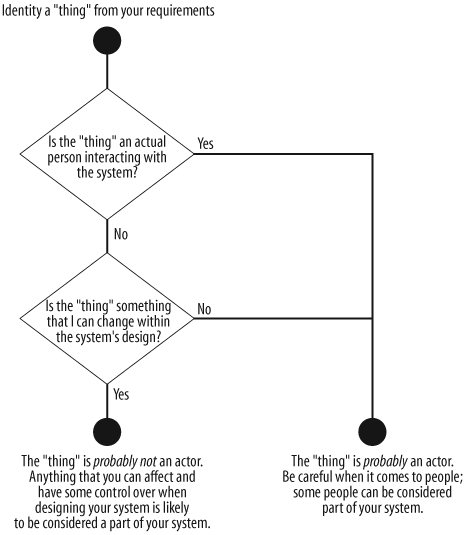 Identity a "thing" from your requirements
Is the "thing" an actual
person interacting with
the system?
Yes
No
Is the "thing" something
that I can change within
the system's design?
No
Yes
The "thing" is probably not an actor.
Anything that you can affect and
have some control over when
designing your system is likely
to be considered a part of your system.
The "thing" is probably an actor.
Be careful when it comes to people;
some people can be considered
part of your system.